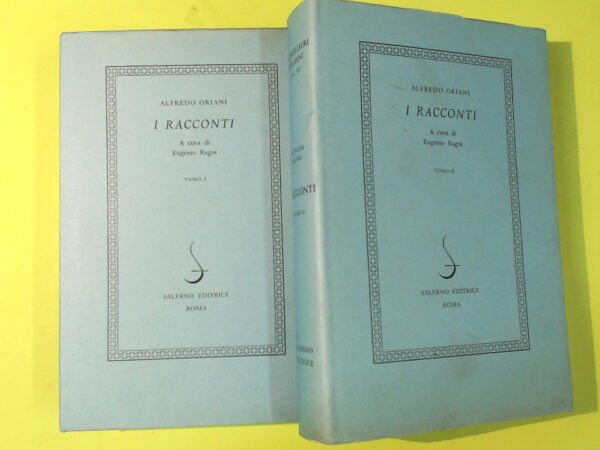 ALFREDO ORIANI
I RACCONTI
A cura di
Eugenio Ragni
TOMO I
SALERNO EDITRICE
ROMA
RACCONTI
SALERNO
EDITRICE
ALFREDO ORIANI
I RACCONTI
A cura di
Eugenio Ragni
TOMO II
SALERNO EDITRICE
ROMA